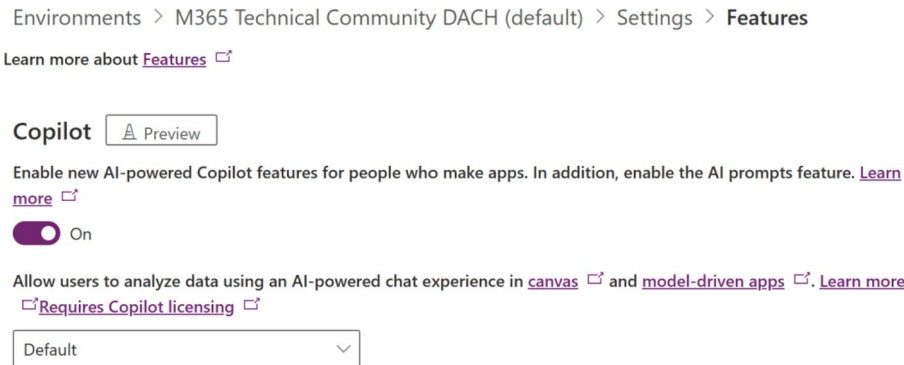 Environments > M365 Technical Community DACH (default) > Settings > Features
Learn more about Features
Copilot Preview
Enable new AI-powered Copilot features for people who make apps. In addition, enable the AI prompts feature. Learn
more
On
Allow users to analyze data using an AI-powered chat experience in canvas and model-driven apps. Learn more
Requires Copilot licensing
Default